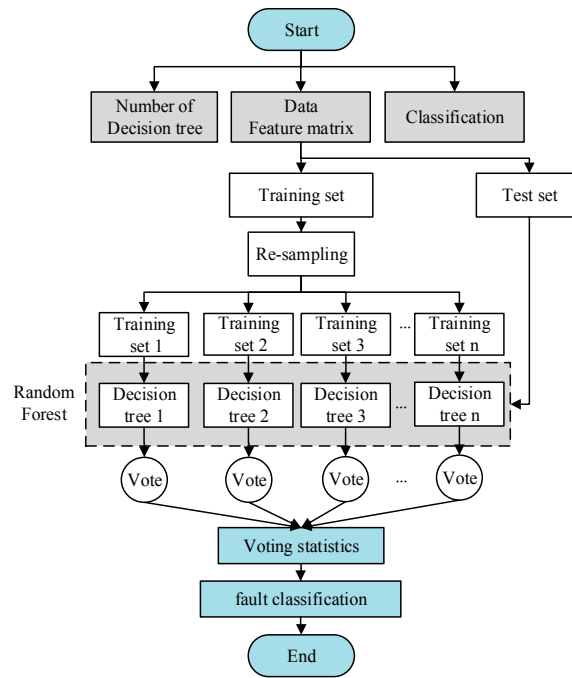 Start
Number of
Decision tree
Data
Feature matrix
Classification
Training set
Test set
Re-sampling
Training
set 1
Training
set 2
Training
set 3
...
Training
set n
Random
Forest
Decision
tree 1
Decision
tree 2
Decision
tree 3
...
Decision
tree n
Vote
Vote
Vote
...
Vote
Voting statistics
fault classification
End